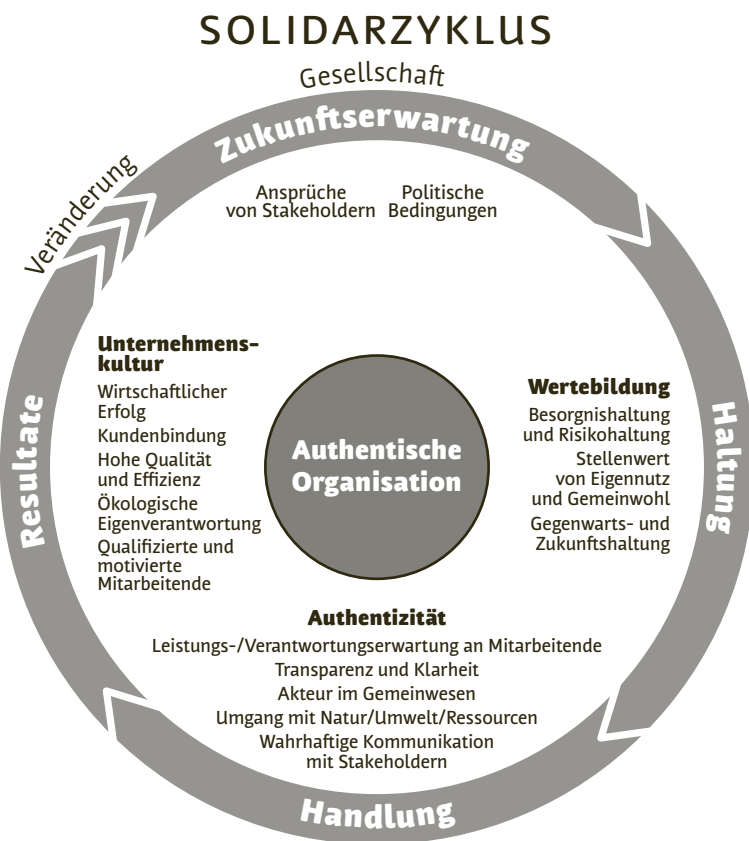 SOLIDARZYKLUS
Gesellschaft
Zukunftserwartung
Veränderung
Ansprüche
von Stakeholdern
Politische
Bedingungen
Haltung
Wertebildung
Besorgnishaltung
und Risikohaltung
Stellenwert
von Eigennutz
und Gemeinwohl
Gegenwarts- und
Zukunftshaltung
Authentische
Organisation
Unternehmens-
kultur
Wirtschaftlicher
Erfolg
Kundenbindung
Hohe Qualität
und Effizienz
Ökologische
Eigenverantwortung
Qualifizierte und
motivierte
Mitarbeitende
Resultate
Authentizität
Leistungs-/Verantwortungserwartung an Mitarbeitende
Transparenz und Klarheit
Akteur im Gemeinwesen
Umgang mit Natur/Umwelt/Ressourcen
Wahrhaftige Kommunikation
mit Stakeholdern
Handlung